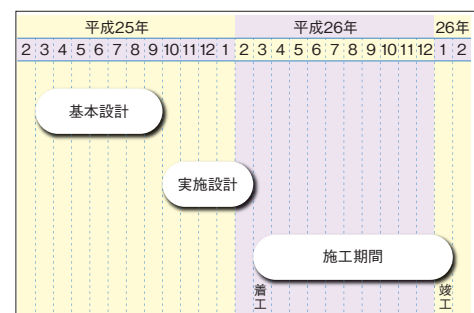 平成25年 平成26年 26年
2 3 4 5 6 7 8 9 10 11 12 1 2 3 4 5 6 7 8 9 10 11 12 1 2
基本設計
実施設計
施工期間
着工 竣工